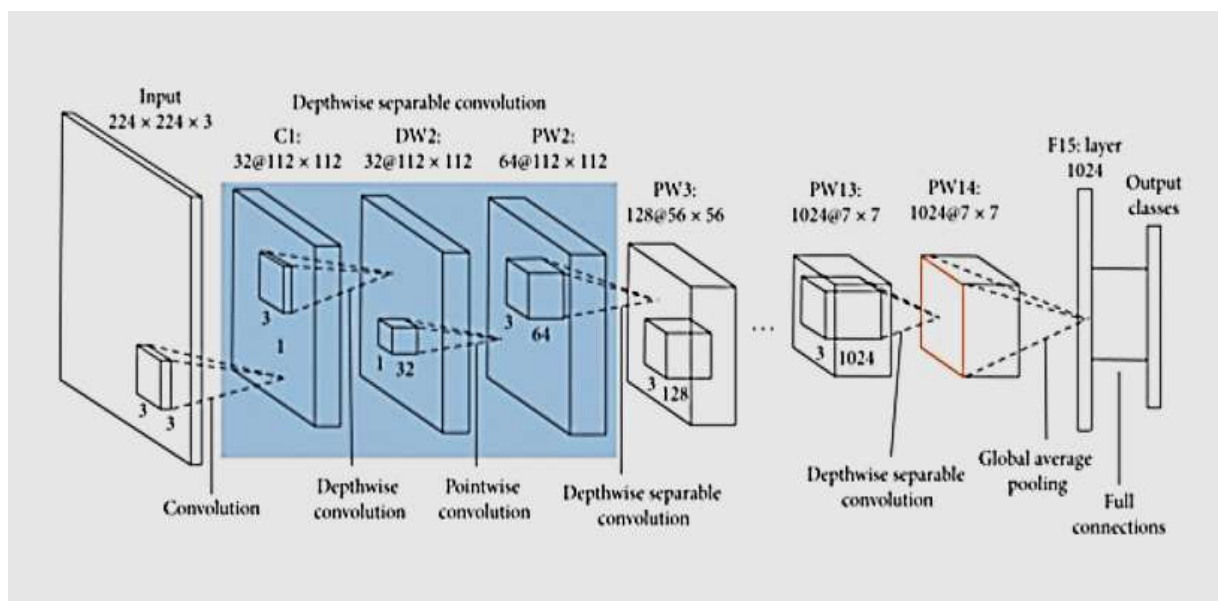 Input
224 × 224 × 3
Depthwise separable convolution
C1:
32@112 × 112
DW2:
32@112 × 112
PW2:
64@112 × 112
PW3:
128@56 × 56
PW13:
1024@7 × 7
PW14:
1024@7 × 7
F15: layer
1024
Output
classes
3
3
3
1
1
32
3
64
3
128
...
3
1024
Convolution
Depthwise
convolution
Pointwise
convolution
Depthwise separable
convolution
Depthwise separable
convolution
Global average
pooling
Full
connections